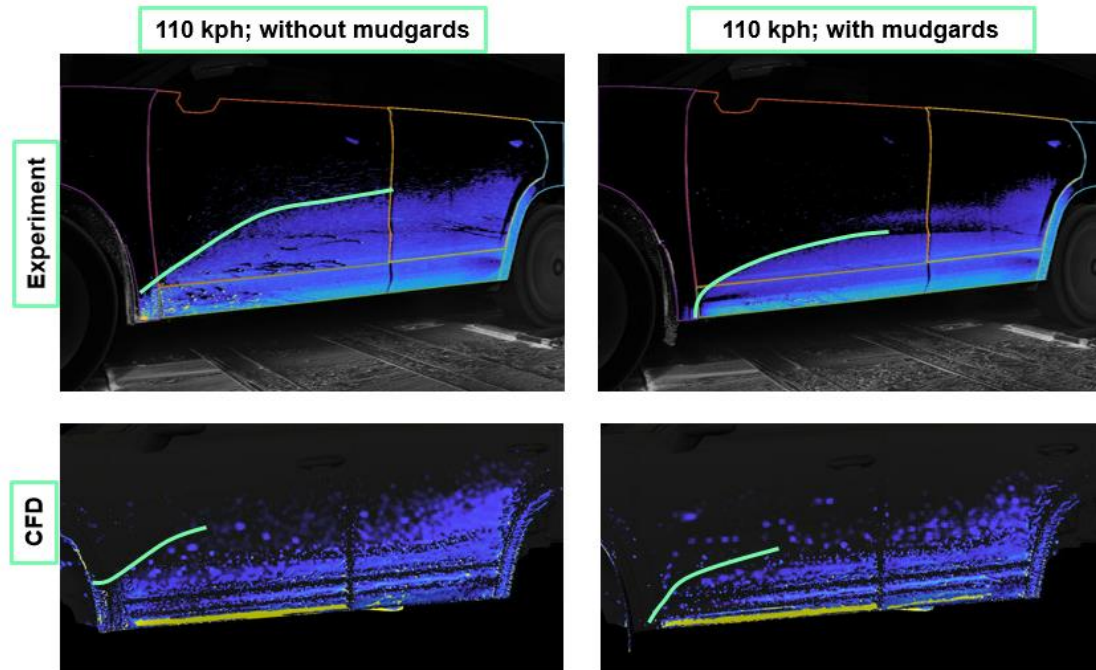 110 kph; without mudgards
110 kph; with mudgards
Experiment
CFD